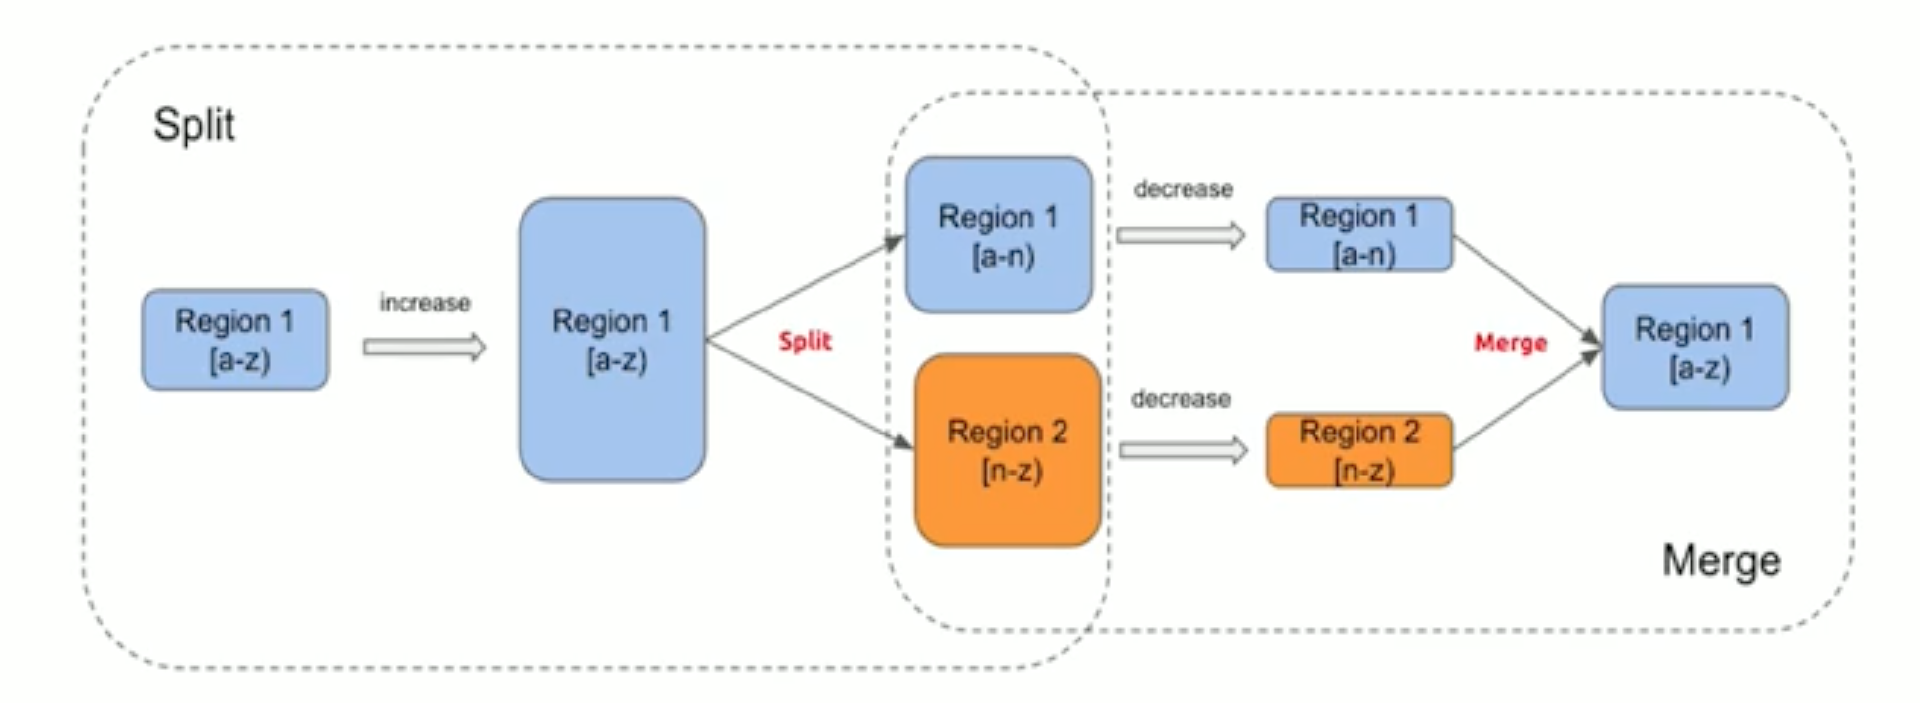 Split
Region 1
[a-z)
increase
Region 1
[a-z)
Split
Region 1
[a-n)
Region 2
[n-z)
decrease
decrease
Region 1
[a-n)
Region 2
[n-z)
Merge
Region 1
[a-z)
Merge